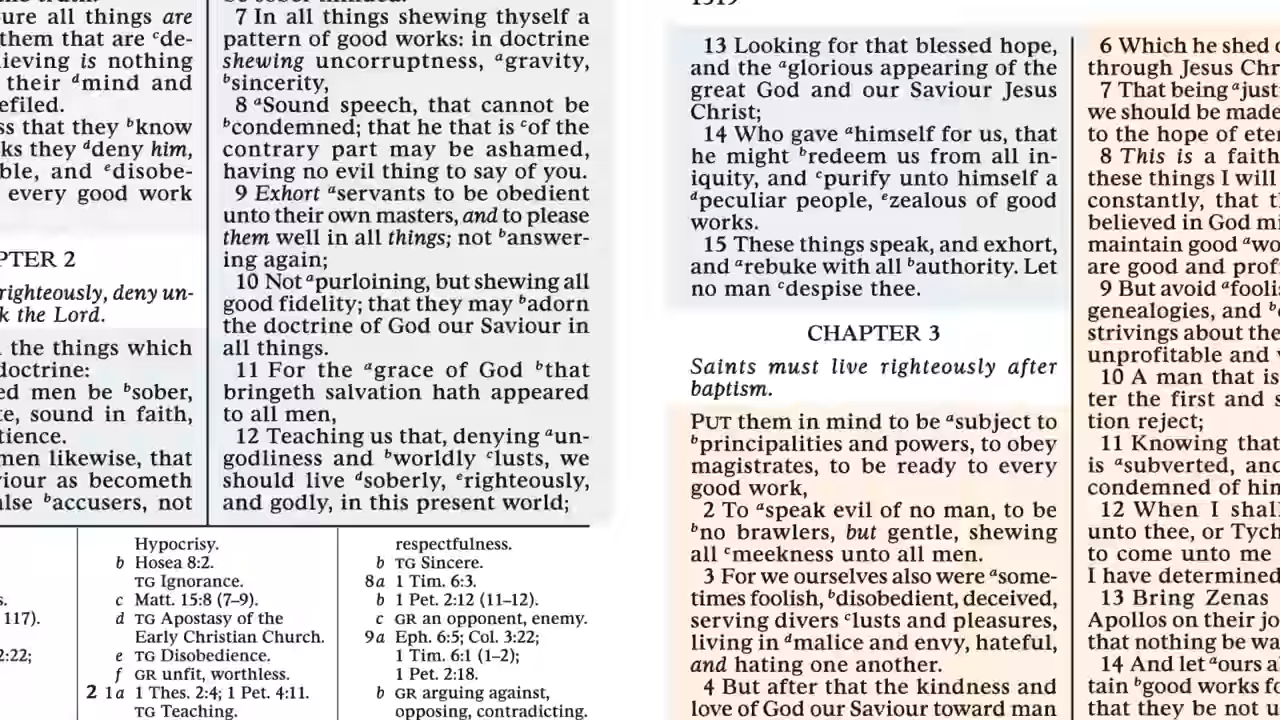 ure all things are
them that are ᶜde-
ieving is nothing
their ᵈmind and
efiled.
ss that they ᵇknow
ks they ᵈdeny him,
ble, and ᵉdisobe-
every good work
PTER 2
righteously, deny un-
k the Lord.
the things which
doctrine:
ed men be ᵇsober,
te, sound in faith,
tience.
men likewise, that
viour as becometh
alse ᵇaccusers, not
7 In all things shewing thyself a
pattern of good works: in doctrine
shewing uncorruptness, ᵃgravity,
ᵇsincerity,
8 ᵃSound speech, that cannot be
ᵇcondemned; that he that is ᶜof the
contrary part may be ashamed,
having no evil thing to say of you.
9 Exhort ᵃservants to be obedient
unto their own masters, and to please
them well in all things; not ᵇanswer-
ing again;
10 Not ᵃpurloining, but shewing all
good fidelity; that they may ᵇadorn
the doctrine of God our Saviour in
all things.
11 For the ᵃgrace of God ᵇthat
bringeth salvation hath appeared
to all men,
12 Teaching us that, denying ᵃun-
godliness and ᵇworldly ᶜlusts, we
should live ᵈsoberly, ᵉrighteously,
and godly, in this present world;
s.
117).
2:22;
Hypocrisy.
b Hosea 8:2.
TG Ignorance.
c Matt. 15:8 (7–9).
d TG Apostasy of the
Early Christian Church.
e TG Disobedience.
f GR unfit, worthless.
2 1a 1 Thes. 2:4; 1 Pet. 4:11.
TG Teaching.
respectfulness.
b TG Sincere.
8a 1 Tim. 6:3.
b 1 Pet. 2:12 (11–12).
c GR an opponent, enemy.
9a Eph. 6:5; Col. 3:22;
1 Tim. 6:1 (1–2);
1 Pet. 2:18.
b GR arguing against,
opposing, contradicting.
1319
13 Looking for that blessed hope,
and the ᵃglorious appearing of the
great God and our Saviour Jesus
Christ;
14 Who gave ᵃhimself for us, that
he might ᵇredeem us from all in-
iquity, and ᶜpurify unto himself a
ᵈpeculiar people, ᵉzealous of good
works.
15 These things speak, and exhort,
and ᵃrebuke with all ᵇauthority. Let
no man ᶜdespise thee.
CHAPTER 3
Saints must live righteously after
baptism.
PUT them in mind to be ᵃsubject to
ᵇprincipalities and powers, to obey
magistrates, to be ready to every
good work,
2 To ᵃspeak evil of no man, to be
ᵇno brawlers, but gentle, shewing
all ᶜmeekness unto all men.
3 For we ourselves also were ᵃsome-
times foolish, ᵇdisobedient, deceived,
serving divers ᶜlusts and pleasures,
living in ᵈmalice and envy, hateful,
and hating one another.
4 But after that the kindness and
love of God our Saviour toward man
6 Which he shed
through Jesus Chr
7 That being ᵃjust
we should be made
to the hope of eter
8 This is a faith
these things I will
constantly, that t
believed in God mi
maintain good ᵃwo
are good and prof
9 But avoid ᵃfooli
genealogies, and
strivings about the
unprofitable and
10 A man that is
ter the first and s
tion reject;
11 Knowing that
is ᵃsubverted, and
condemned of him
12 When I shal
unto thee, or Tych
to come unto me
I have determined
13 Bring Zenas
Apollos on their jo
that nothing be wa
14 And let ᵃours a
tain ᵇgood works fo
that they be not u